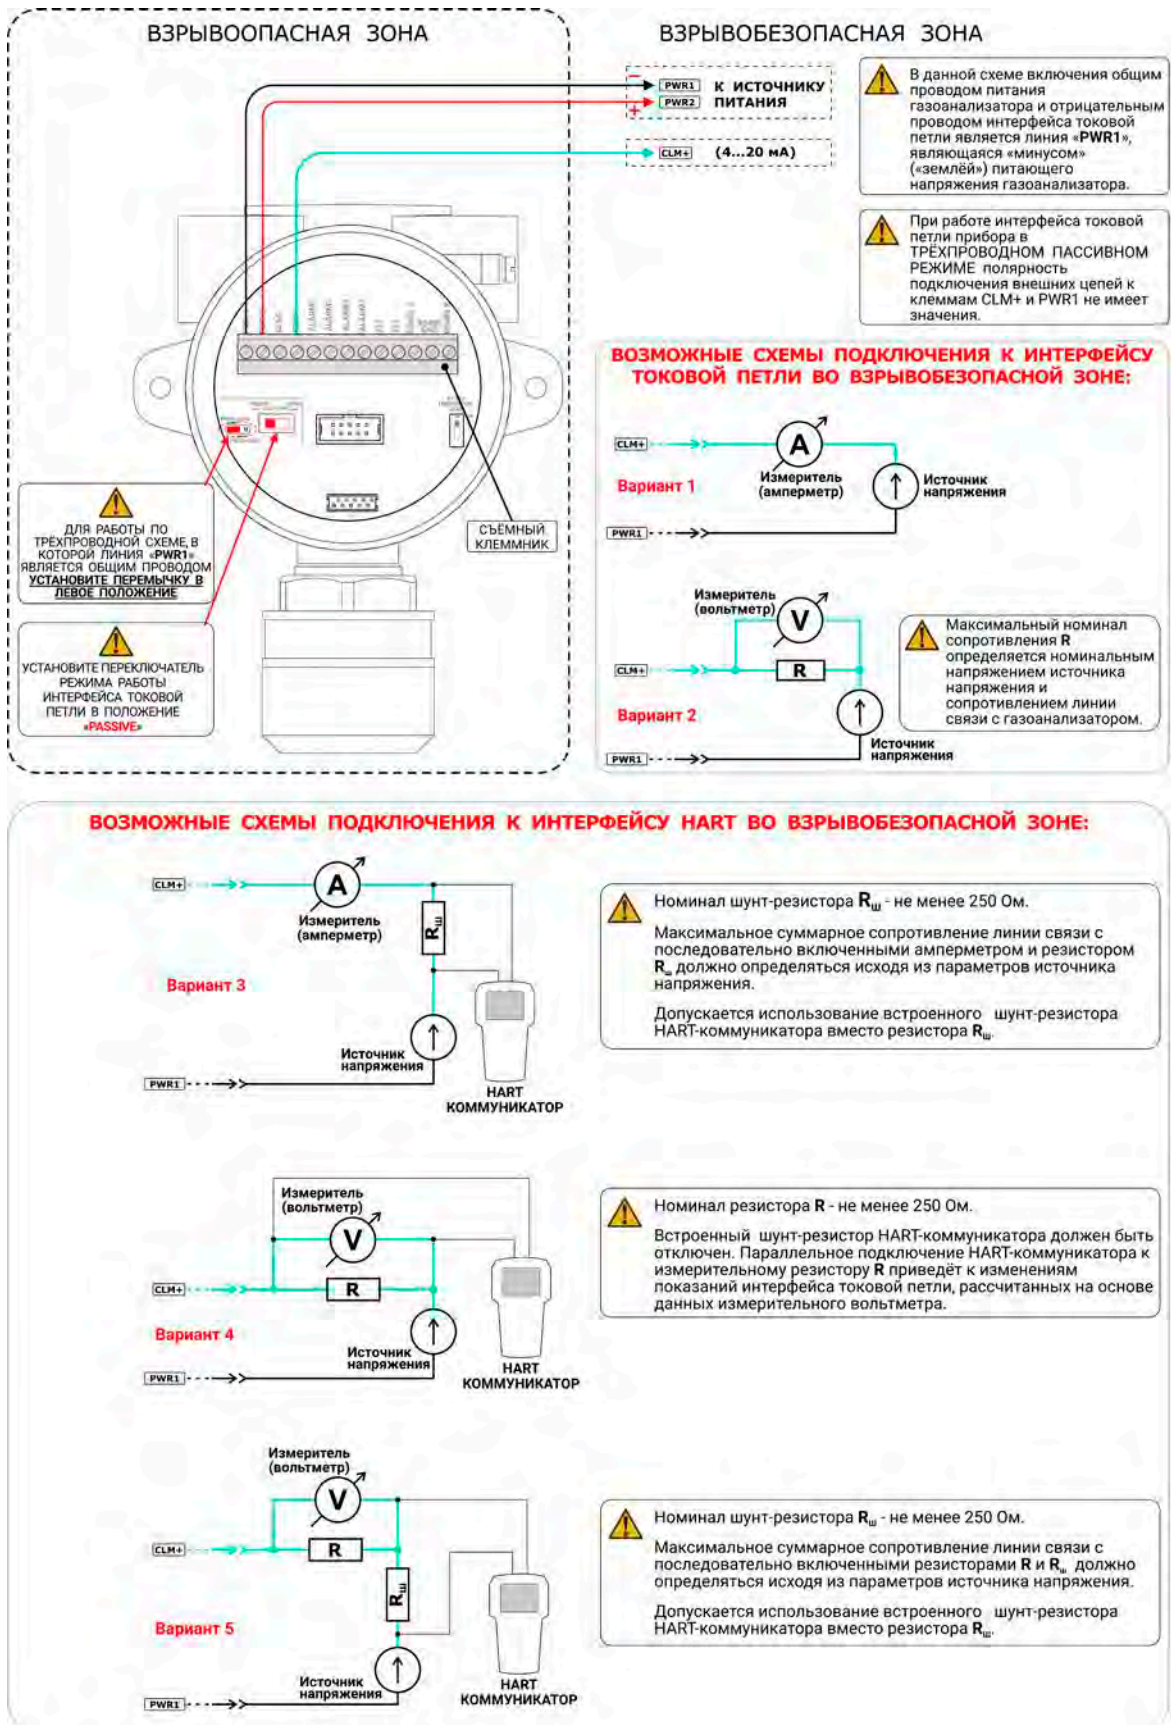 ВЗРЫВООПАСНАЯ ЗОНА
ВЗРЫВОБЕЗОПАСНАЯ ЗОНА
−
PWR1
К ИСТОЧНИКУ
PWR2
ПИТАНИЯ
+
CLM+
(4...20 мА)
В данной схеме включения общим
проводом питания
газоанализатора и отрицательным
проводом интерфейса токовой
петли является линия «PWR1»,
являющаяся «минусом»
(«землёй») питающего
напряжения газоанализатора.
При работе интерфейса токовой
петли прибора в
ТРЁХПРОВОДНОМ ПАССИВНОМ
РЕЖИМЕ полярность
подключения внешних цепей к
клеммам CLM+ и PWR1 не имеет
значения.
СЪЁМНЫЙ
КЛЕММНИК
ДЛЯ РАБОТЫ ПО
ТРЁХПРОВОДНОЙ СХЕМЕ, В
КОТОРОЙ ЛИНИЯ «PWR1»
ЯВЛЯЕТСЯ ОБЩИМ ПРОВОДОМ
УСТАНОВИТЕ ПЕРЕМЫЧКУ В
ЛЕВОЕ ПОЛОЖЕНИЕ
УСТАНОВИТЕ ПЕРЕКЛЮЧАТЕЛЬ
РЕЖИМА РАБОТЫ
ИНТЕРФЕЙСА ТОКОВОЙ
ПЕТЛИ В ПОЛОЖЕНИЕ
«PASSIVE»
ВОЗМОЖНЫЕ СХЕМЫ ПОДКЛЮЧЕНИЯ К ИНТЕРФЕЙСУ
ТОКОВОЙ ПЕТЛИ ВО ВЗРЫВОБЕЗОПАСНОЙ ЗОНЕ:
CLM+
A
Измеритель
(амперметр)
Источник
напряжения
Вариант 1
PWR1
Измеритель
(вольтметр)
V
CLM+
R
Вариант 2
Источник
напряжения
PWR1
Максимальный номинал
сопротивления R
определяется номинальным
напряжением источника
напряжения и
сопротивлением линии
связи с газоанализатором.
ВОЗМОЖНЫЕ СХЕМЫ ПОДКЛЮЧЕНИЯ К ИНТЕРФЕЙСУ HART ВО ВЗРЫВОБЕЗОПАСНОЙ ЗОНЕ:
CLM+
A
Измеритель
(амперметр)
Rш
Вариант 3
Источник
напряжения
PWR1
HART
КОММУНИКАТОР
Номинал шунт-резистора Rш - не менее 250 Ом.
Максимальное суммарное сопротивление линии связи с
последовательно включенными амперметром и резистором
Rш должно определяться исходя из параметров источника
напряжения.
Допускается использование встроенного шунт-резистора
HART-коммуникатора вместо резистора Rш.
Измеритель
(вольтметр)
V
CLM+
R
Вариант 4
Источник
напряжения
PWR1
HART
КОММУНИКАТОР
Номинал резистора R - не менее 250 Ом.
Встроенный шунт-резистор HART-коммуникатора должен быть
отключен. Параллельное подключение HART-коммуникатора к
измерительному резистору R приведёт к изменениям
показаний интерфейса токовой петли, рассчитанных на основе
данных измерительного вольтметра.
Измеритель
(вольтметр)
V
CLM+
R
Rш
Вариант 5
Источник
напряжения
PWR1
HART
КОММУНИКАТОР
Номинал шунт-резистора Rш - не менее 250 Ом.
Максимальное суммарное сопротивление линии связи с
последовательно включенными резисторами R и Rш должно
определяться исходя из параметров источника напряжения.
Допускается использование встроенного шунт-резистора
HART-коммуникатора вместо резистора Rш.